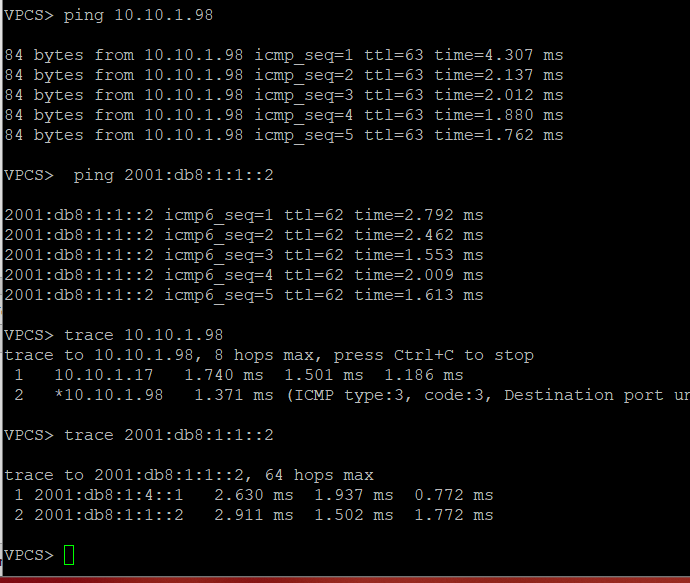 VPCS> ping 10.10.1.98
84 bytes from 10.10.1.98 icmp_seq=1 ttl=63 time=4.307 ms
84 bytes from 10.10.1.98 icmp_seq=2 ttl=63 time=2.137 ms
84 bytes from 10.10.1.98 icmp_seq=3 ttl=63 time=2.012 ms
84 bytes from 10.10.1.98 icmp_seq=4 ttl=63 time=1.880 ms
84 bytes from 10.10.1.98 icmp_seq=5 ttl=63 time=1.762 ms
VPCS>  ping 2001:db8:1:1::2
2001:db8:1:1::2 icmp6_seq=1 ttl=62 time=2.792 ms
2001:db8:1:1::2 icmp6_seq=2 ttl=62 time=2.462 ms
2001:db8:1:1::2 icmp6_seq=3 ttl=62 time=1.553 ms
2001:db8:1:1::2 icmp6_seq=4 ttl=62 time=2.009 ms
2001:db8:1:1::2 icmp6_seq=5 ttl=62 time=1.613 ms
VPCS> trace 10.10.1.98
trace to 10.10.1.98, 8 hops max, press Ctrl+C to stop
 1   10.10.1.17   1.740 ms  1.501 ms  1.186 ms
 2   *10.10.1.98   1.371 ms (ICMP type:3, code:3, Destination port un
VPCS> trace 2001:db8:1:1::2
trace to 2001:db8:1:1::2, 64 hops max
 1 2001:db8:1:4::1   2.630 ms  1.937 ms  0.772 ms
 2 2001:db8:1:1::2   2.911 ms  1.502 ms  1.772 ms
VPCS>